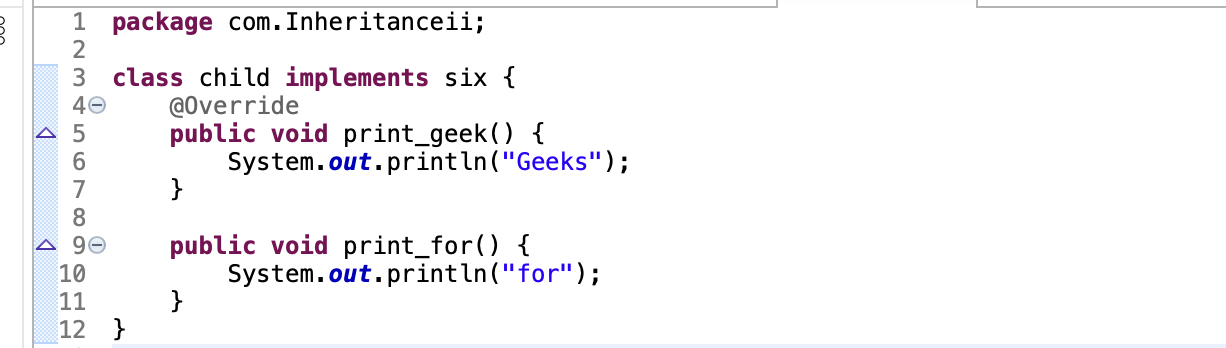 1 package com.Inheritanceii;
2
3 class child implements six {
4 @Override
5 public void print_geek() {
6 System.out.println("Geeks");
7 }
8
9 public void print_for() {
10 System.out.println("for");
11 }
12 }